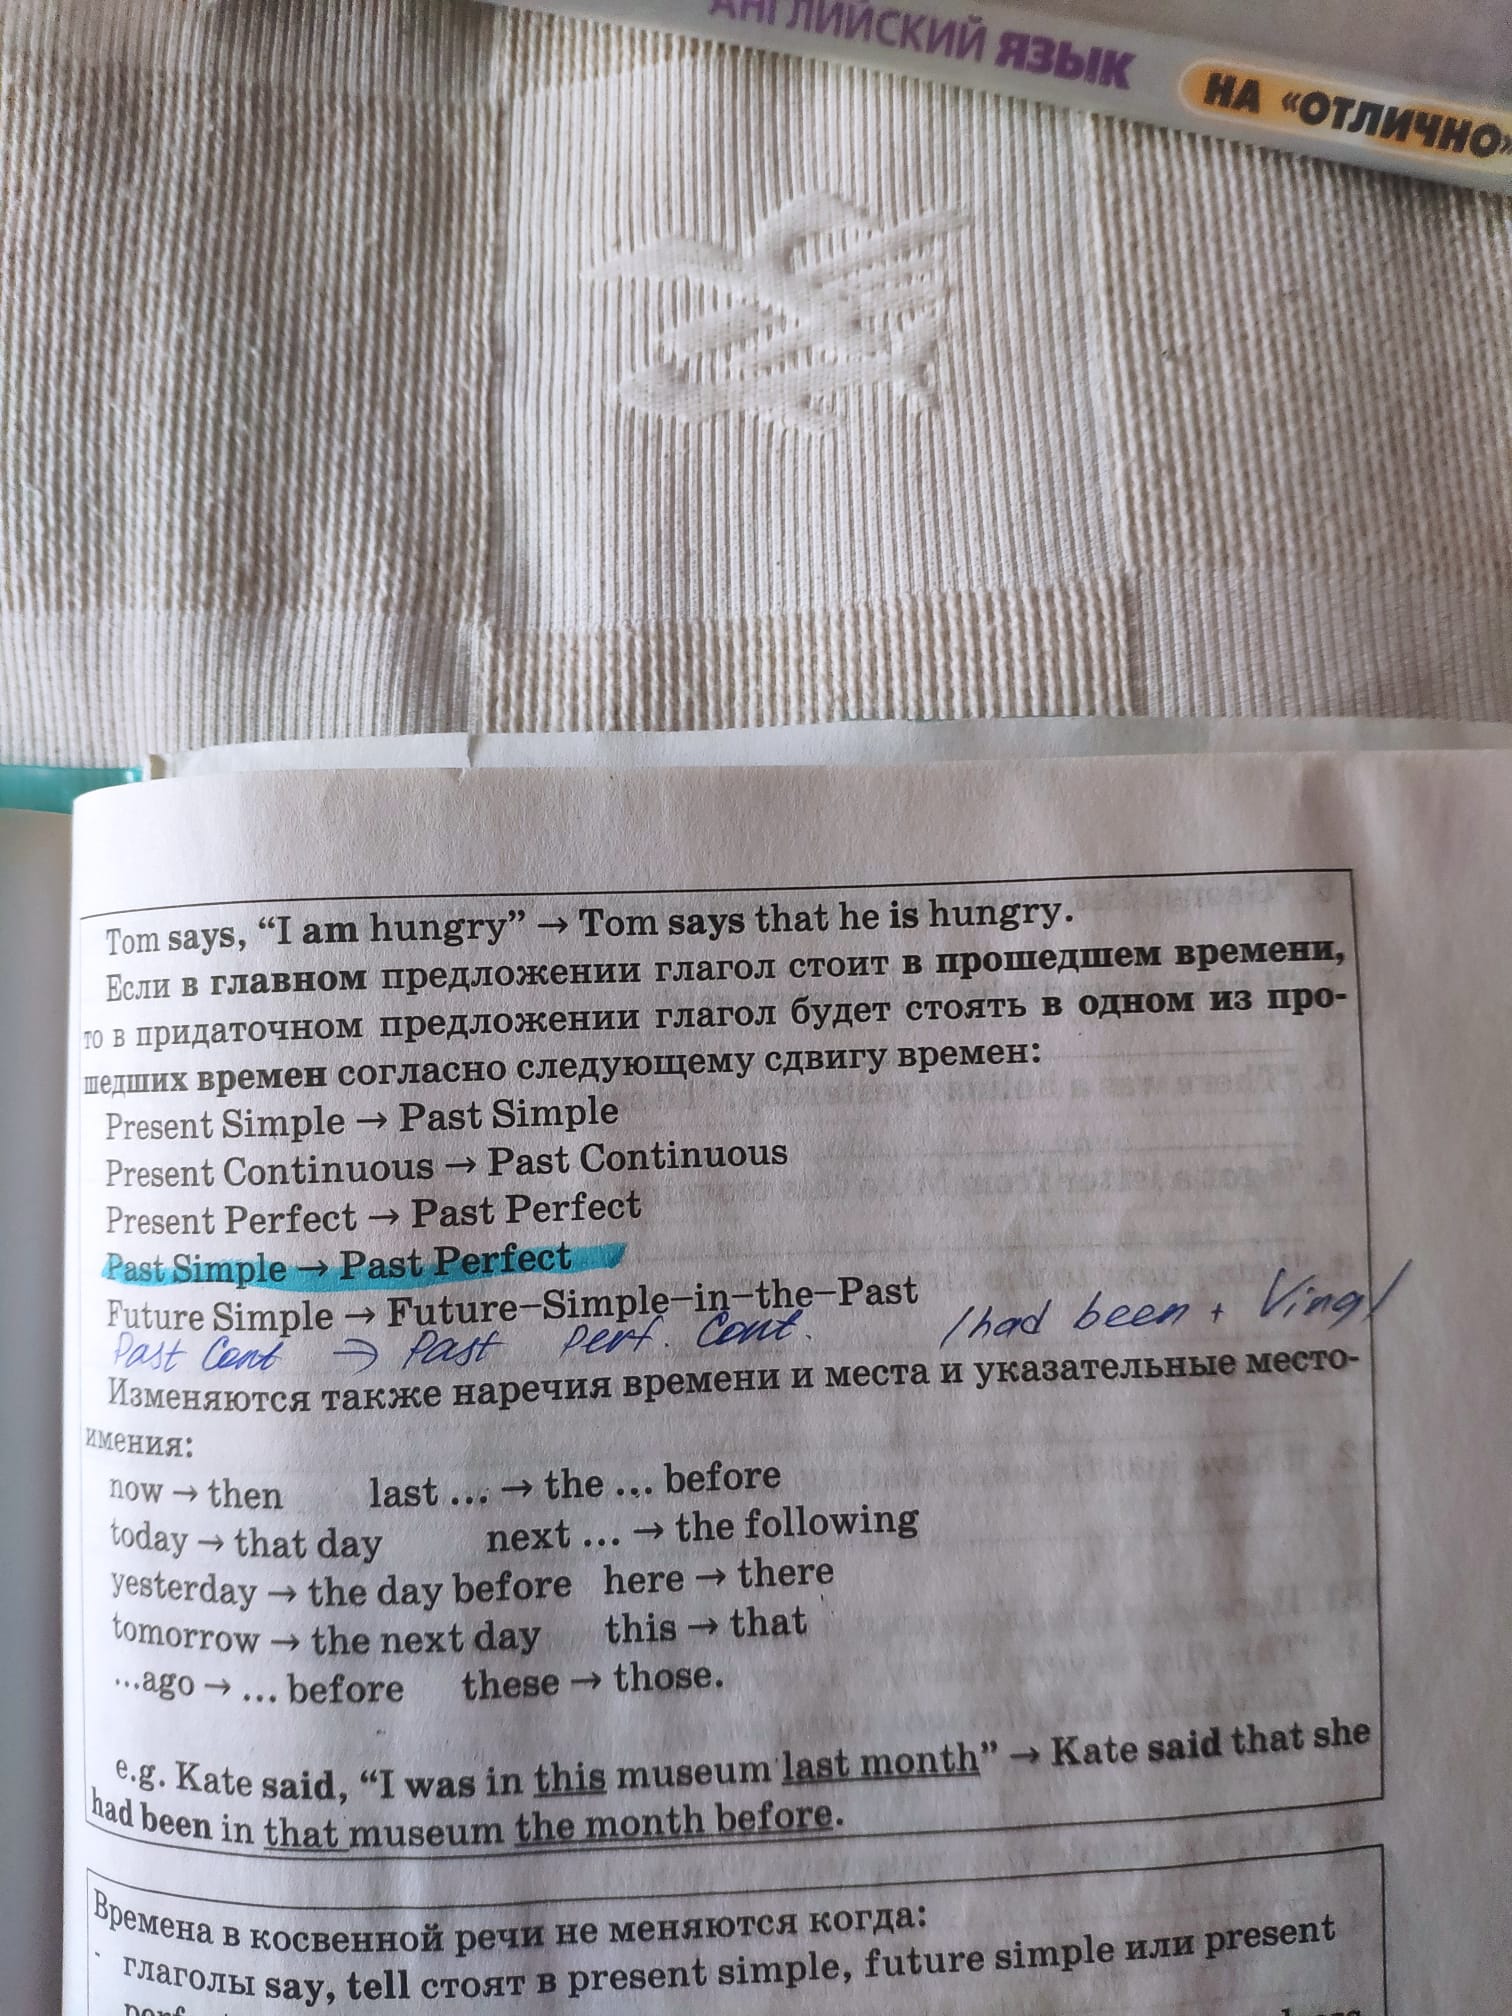 АНГЛИЙСКИЙ ЯЗЫК НА «ОТЛИЧНО»
Tom says, “I am hungry” → Tom says that he is hungry.
Если в главном предложении глагол стоит в прошедшем времени,
то в придаточном предложении глагол будет стоять в одном из про-
шедших времен согласно следующему сдвигу времен:
Present Simple → Past Simple
Present Continuous → Past Continuous
Present Perfect → Past Perfect
Past Simple → Past Perfect
Future Simple → Future–Simple–in–the–Past
Past Cont → Past Perf. Cont. /had been + Ving/
Изменяются также наречия времени и места и указательные место-
имения:
now → then last ... → the ... before
today → that day next ... → the following
yesterday → the day before here → there
tomorrow → the next day this → that
...ago → ... before these → those.
e.g. Kate said, “I was in this museum last month” → Kate said that she
had been in that museum the month before.
Времена в косвенной речи не меняются когда:
глаголы say, tell стоят в present simple, future simple или present